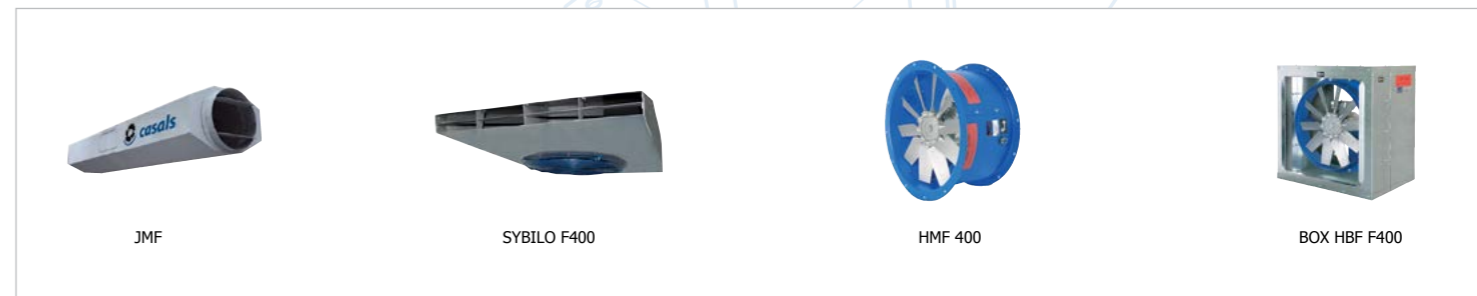 casals
JMF
SYBILO F400
HMF 400
BOX HBF F400